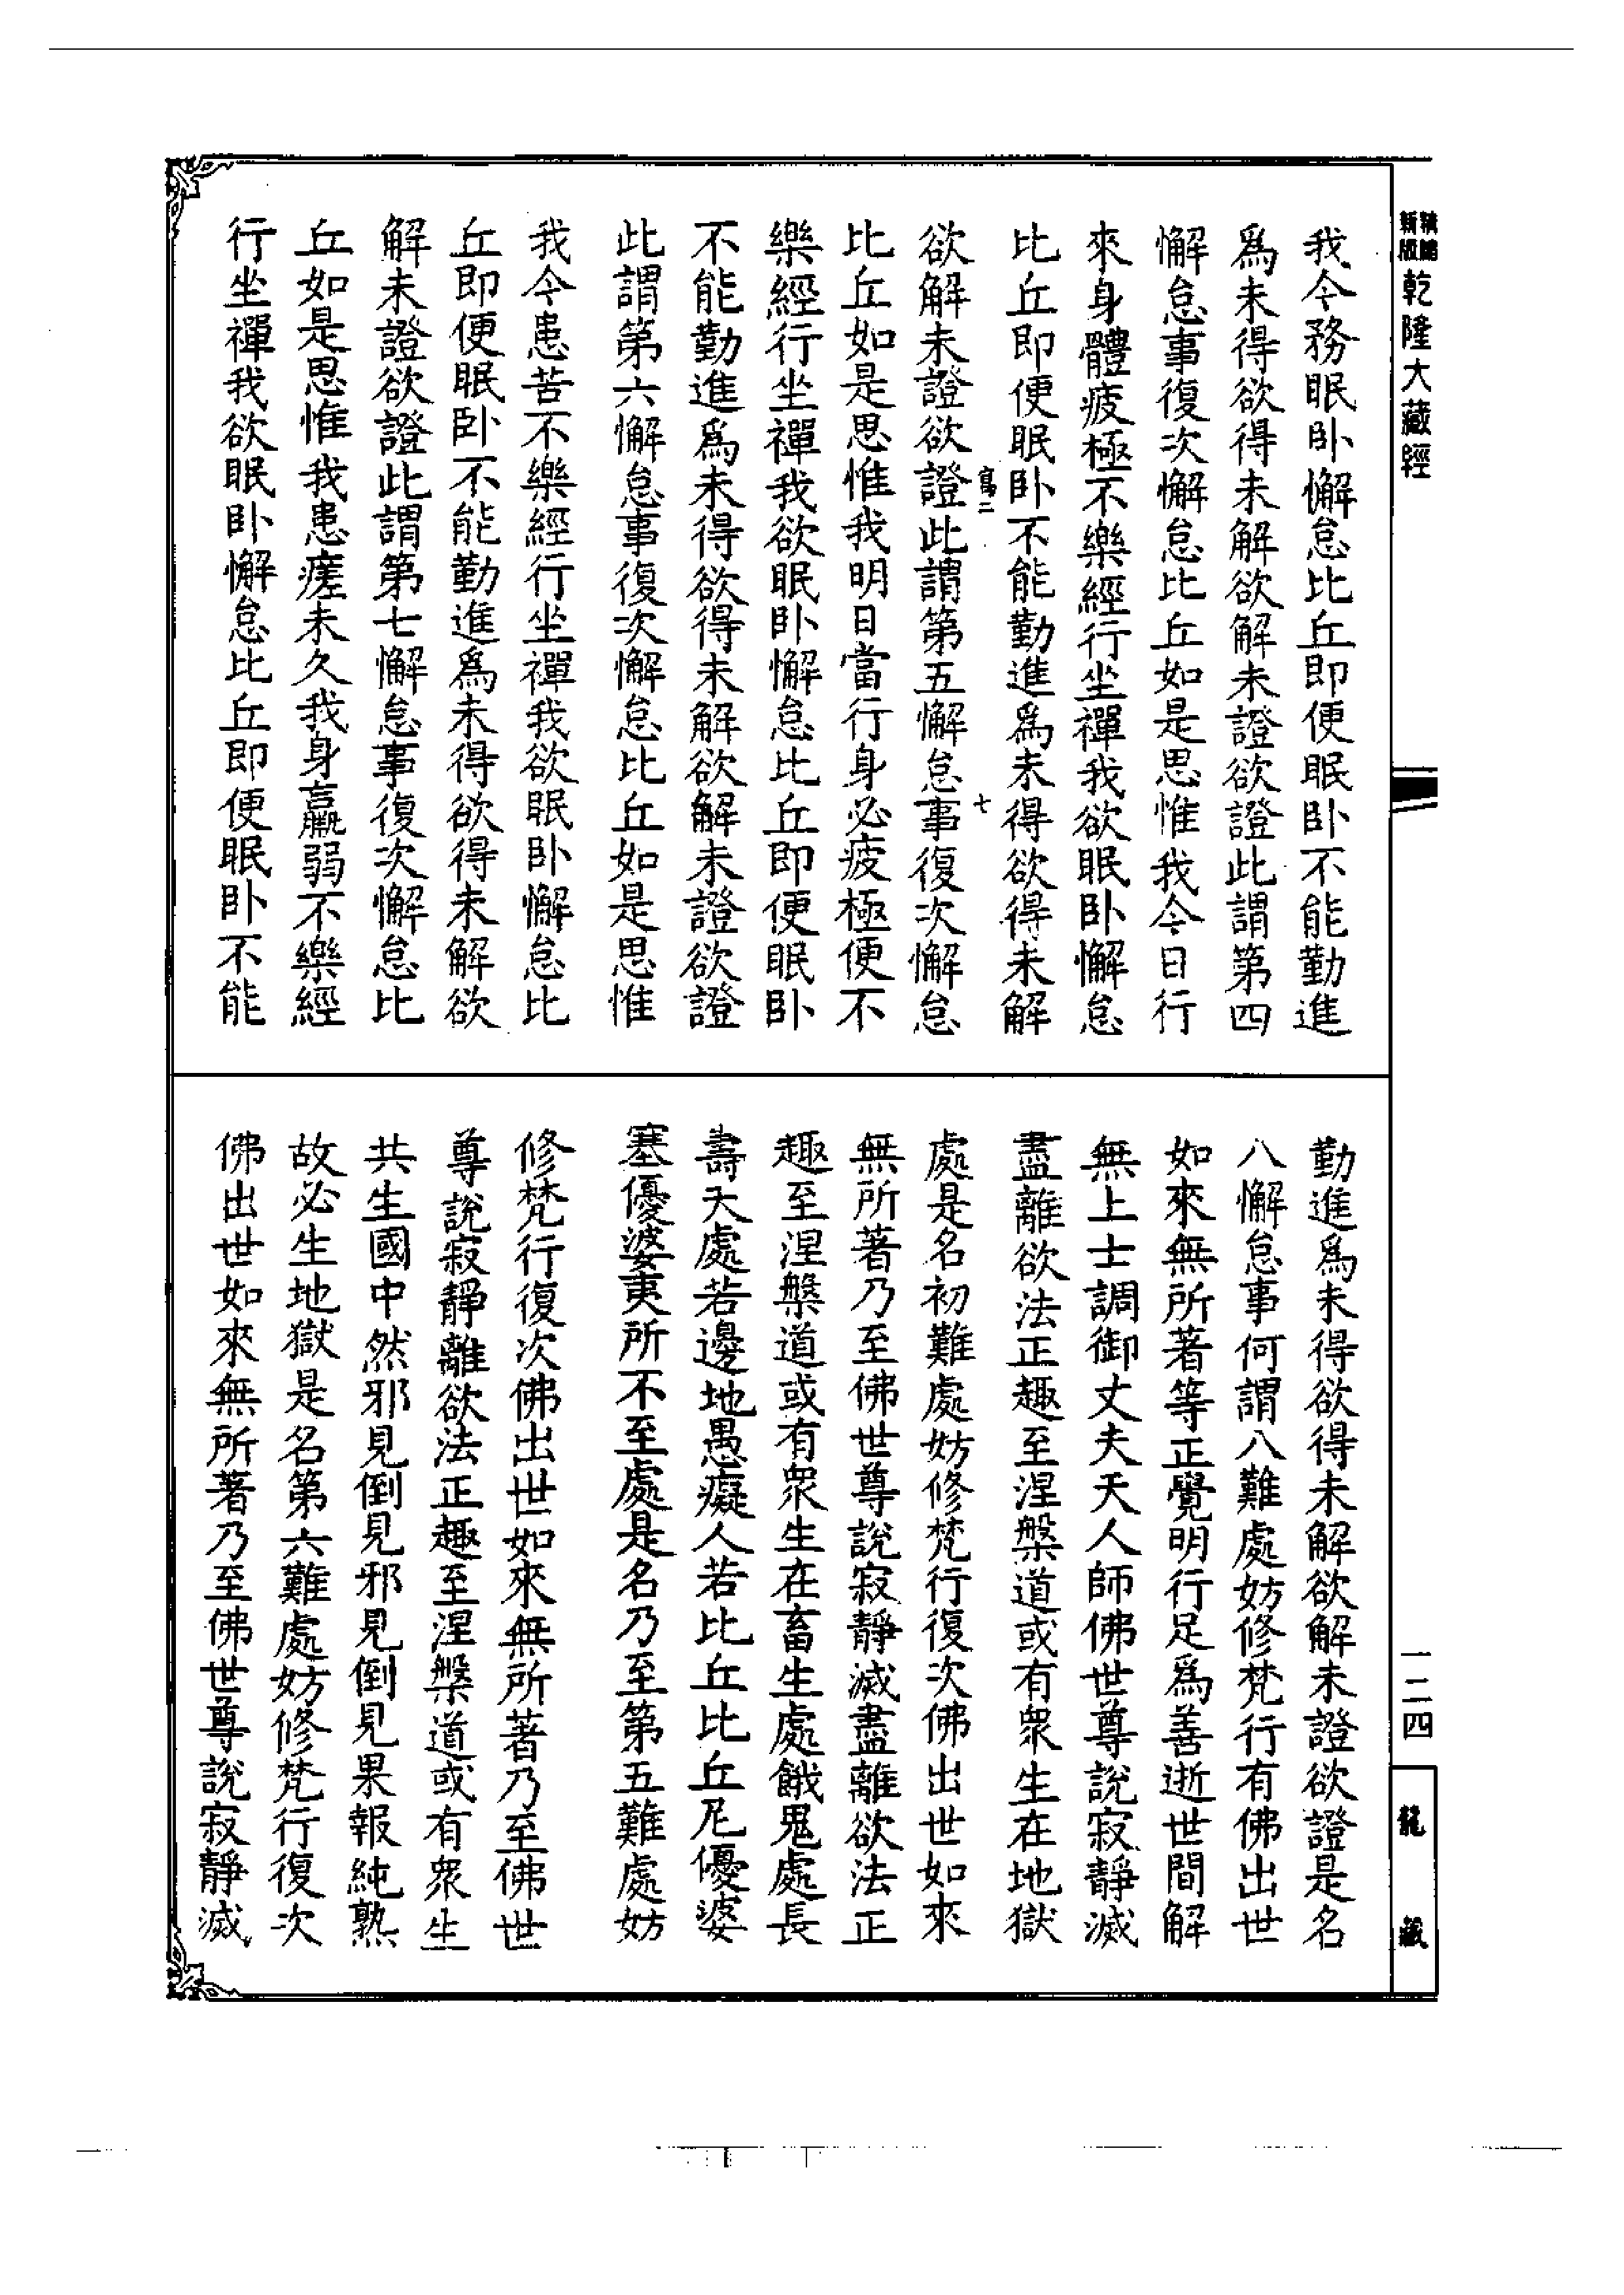 新版
精縮
乾隆大藏經
我今務眠卧懈怠比丘即便眠卧不能勤進
爲未得欲得未解欲解未證欲證此謂第四
懈怠事復次懈怠比丘如是思惟我今日行
來身體疲極不樂經行坐禪我欲眠卧懈怠
比丘即便眠卧不能勤進爲未得欲得未解
欲解未證欲證此謂第五懈怠事復次懈怠
比丘如是思惟我明日當行身必疲極便不
樂經行坐禪我欲眠卧懈怠比丘即便眠卧
不能勤進爲未得欲得未解欲解未證欲證
此謂第六懈怠事復次懈怠比丘如是思惟
我今患苦不樂經行坐禪我欲眠卧懈怠比
丘即便眠卧不能勤進爲未得欲得未解欲
解未證欲證此謂第七懈怠事復次懈怠比
丘如是思惟我患瘥未久我身羸弱不樂經
行坐禪我欲眠卧懈怠比丘即便眠卧不能
勤進爲未得欲得未解欲解未證欲證是名
八懈怠事何謂八難處妨修梵行有佛出世
如來無所著等正覺明行足爲善逝世間解
無上士調御丈夫天人師佛世尊說寂靜滅
盡離欲法正趣至涅槃道或有眾生在地獄
處是名初難處妨修梵行復次佛出世如來
無所著乃至佛世尊說寂靜滅盡離欲法正
趣至涅槃道或有眾生在畜生處餓鬼處長
壽天處若邊地愚癡人若比丘比丘尼優婆
塞優婆夷所不至處是名乃至第五難處妨
修梵行復次佛出世如來無所著乃至佛世
尊說寂靜離欲法正趣至涅槃道或有眾生
共生國中然邪見倒見邪見倒見果報純熟
故必生地獄是名第六難處妨修梵行復次
佛出世如來無所著乃至佛世尊說寂靜滅
七
一二四
龍藏